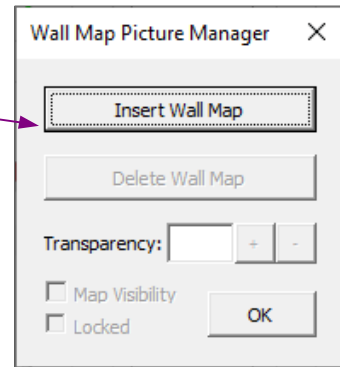 Wall Map Picture Manager
Insert Wall Map
Delete Wall Map
Transparency: + -
Map Visibility
Locked
OK